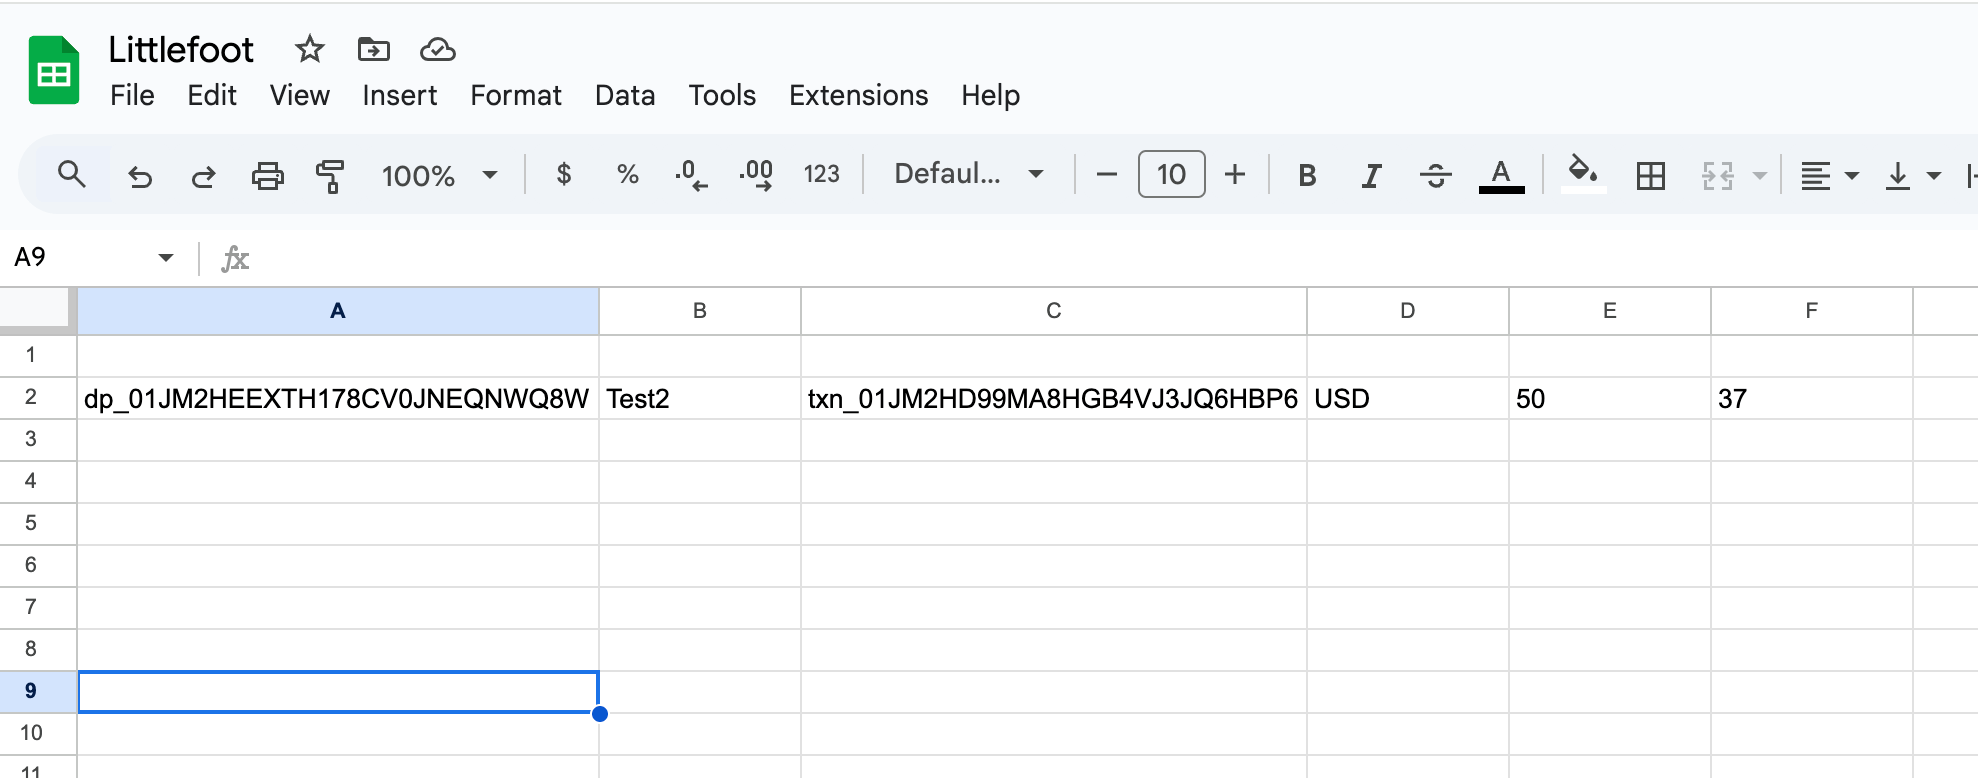 Littlefoot
File Edit View Insert Format Data Tools Extensions Help
100% $ % .0 .00 123 Defaul... 10 B I S A
A9 fx
A B C D E F
1
2 dp_01JM2HEEXTH178CV0JNEQNWQ8W Test2 txn_01JM2HD99MA8HGB4VJ3JQ6HBP6 USD 50 37
3
4
5
6
7
8
9
10
11